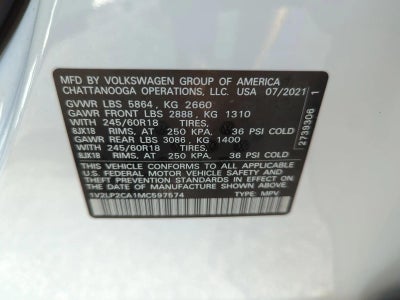 MFD BY VOLKSWAGEN GROUP OF AMERICA
CHATTANOOGA OPERATIONS, LLC. USA 07/2021
GVWR LBS 5864, KG 2660
GAWR FRONT LBS 2888, KG 1310
WITH 245/60R18 TIRES,
8JX18 RIMS, AT 250 KPA, 36 PSI COLD
GAWR REAR LBS 3086, KG 1400
WITH 245/60R18 TIRES,
8JX18 RIMS, AT 250 KPA, 36 PSI COLD
THIS VEHICLE CONFORMS TO ALL APPLICABLE
U.S. FEDERAL MOTOR VEHICLE SAFETY AND
THEFT PREVENTION STANDARDS IN EFFECT ON
THE DATE OF MANUFACTURE SHOWN ABOVE.
1V2LP2CA1MC597574 TYPE: MPV
2739306 1